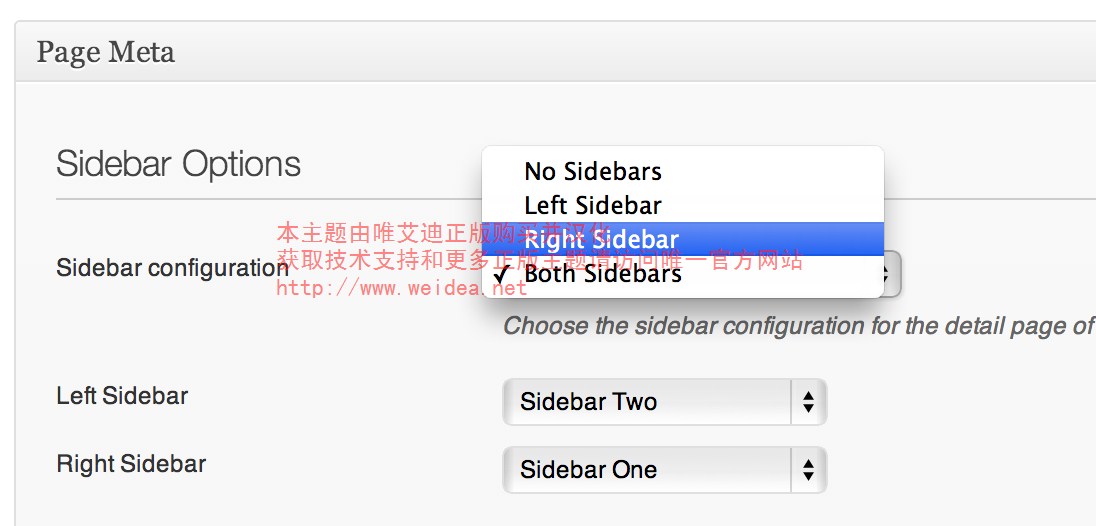 Page Meta
Sidebar Options
No Sidebars
Left Sidebar
Right Sidebar
✓ Both Sidebars
Sidebar configuration
本主题由唯艾迪正版购买并汉化
获取技术支持和更多正版主题请访问唯一官方网站
http://www.weidea.net
Choose the sidebar configuration for the detail page of
Left Sidebar
Sidebar Two
Right Sidebar
Sidebar One